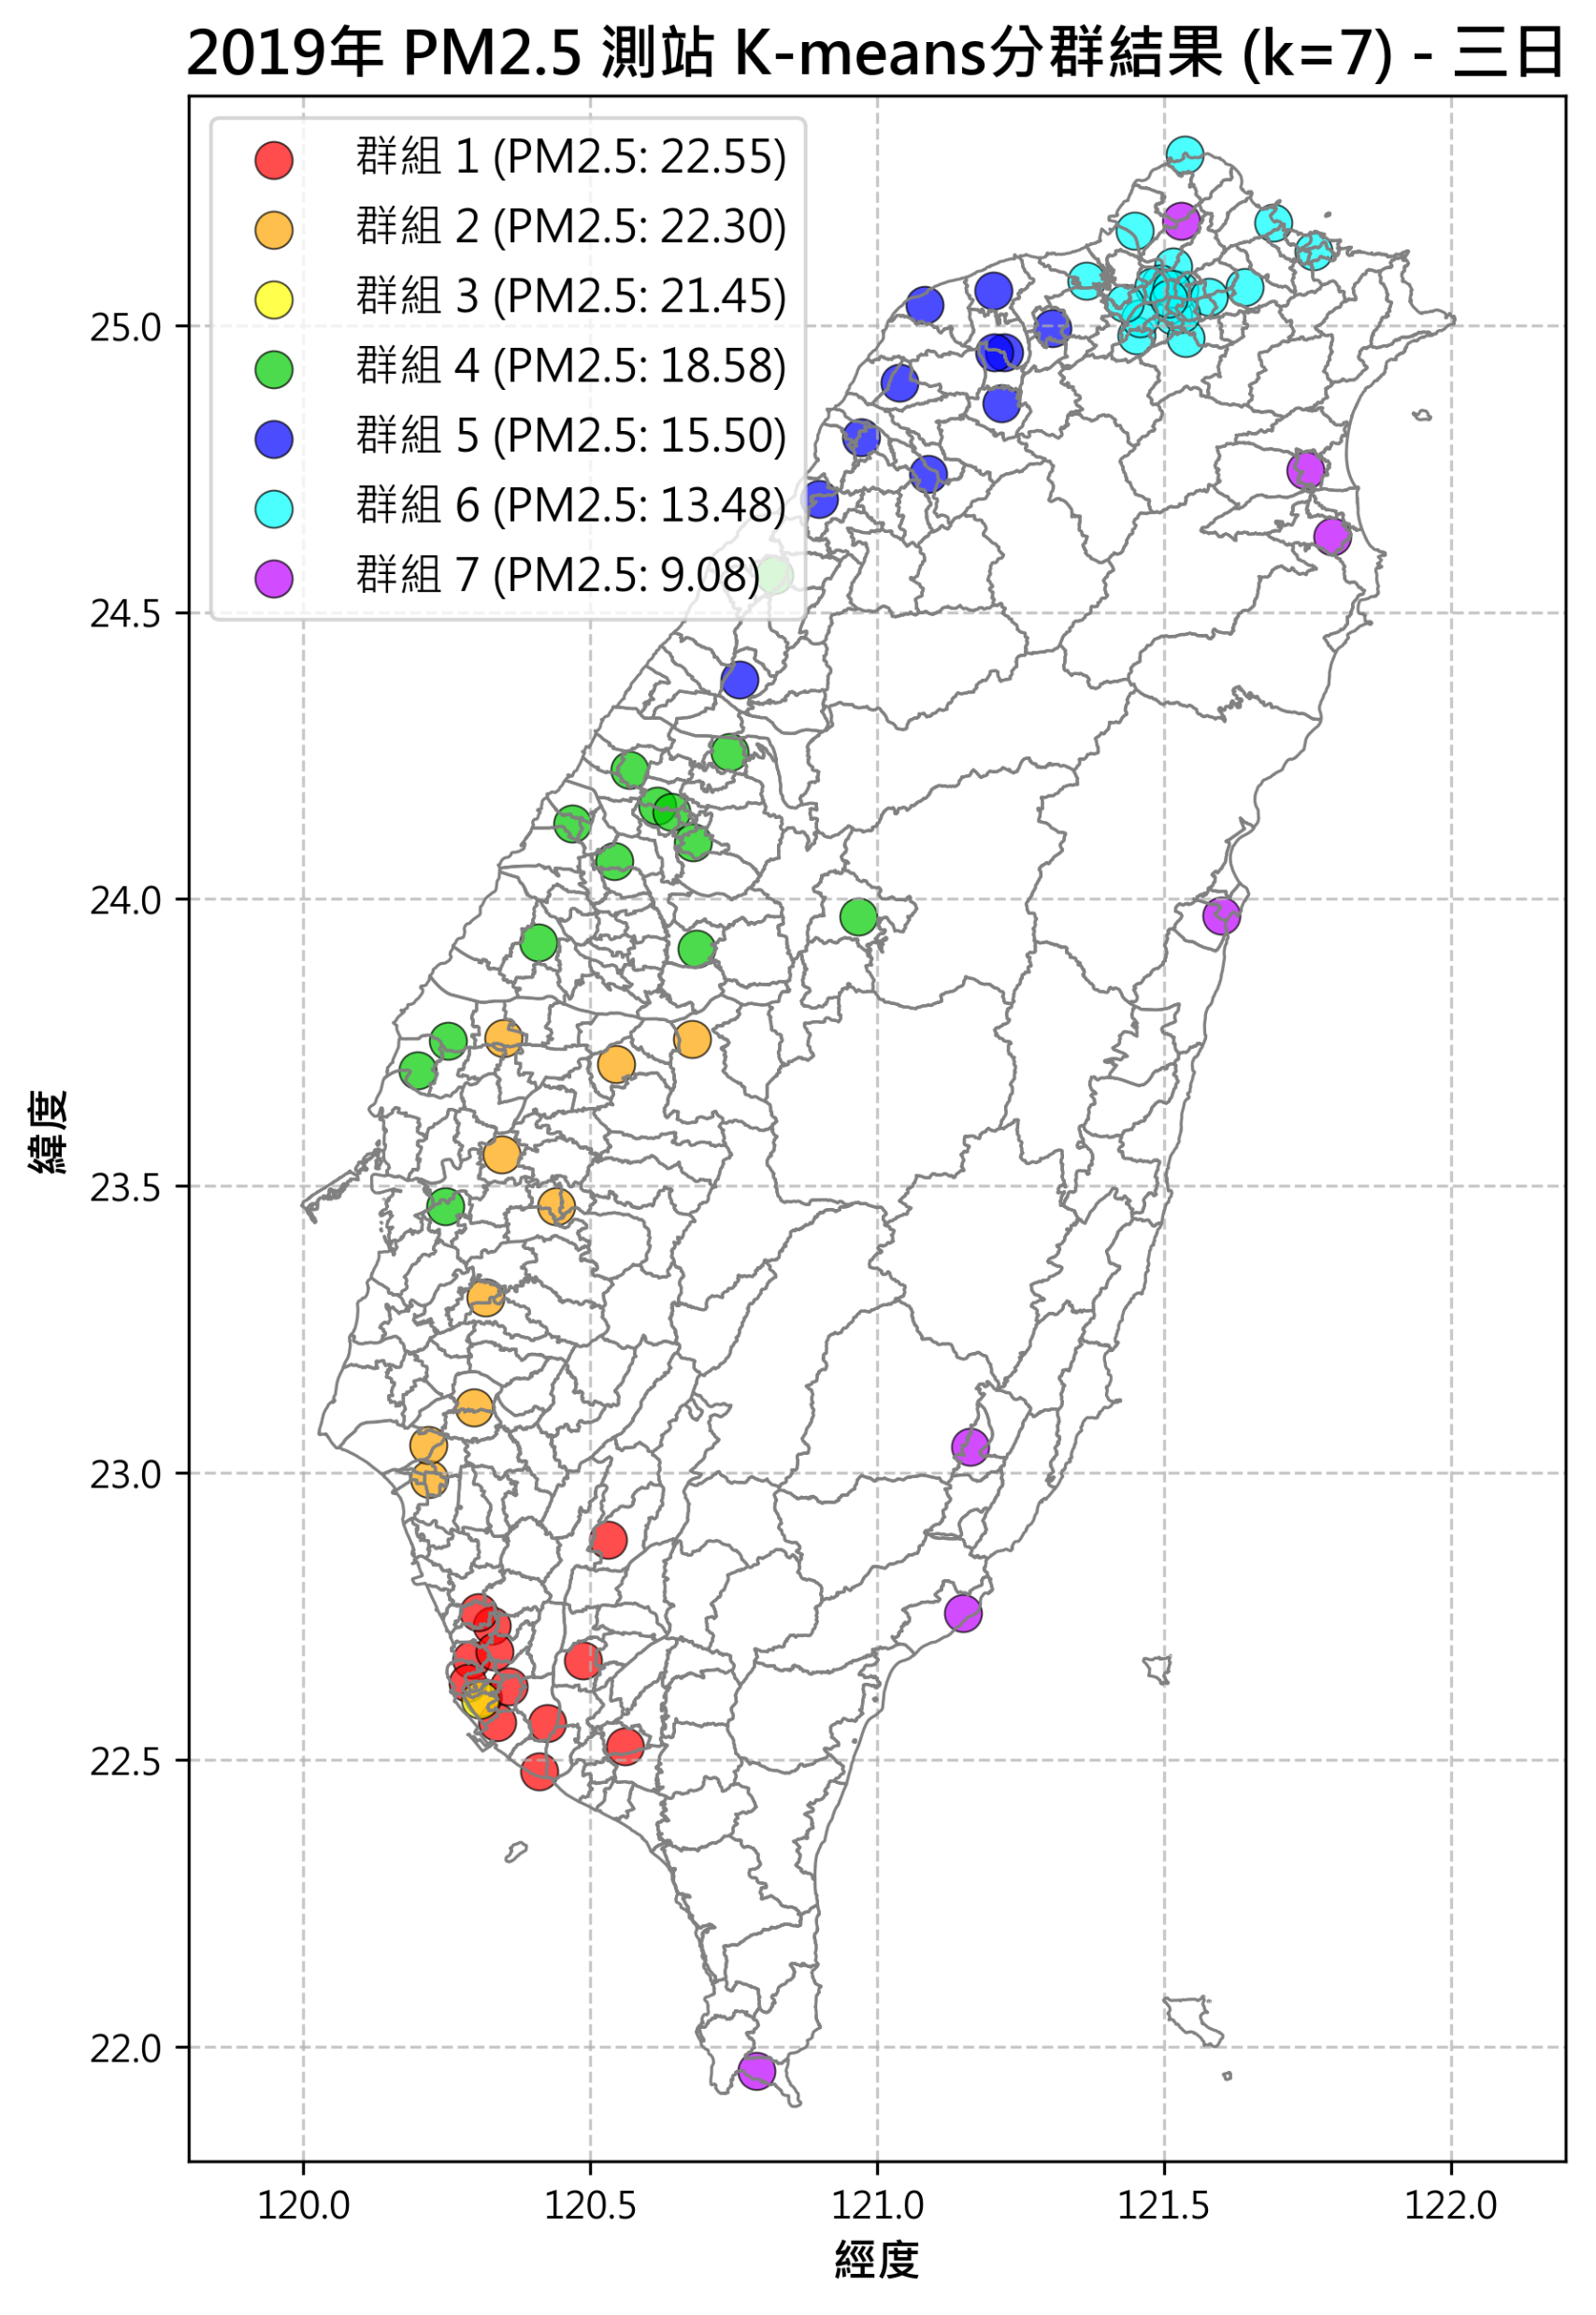 2019年 PM2.5 測站 K-means分群結果 (k=7) - 三日
群組 1 (PM2.5: 22.55)
群組 2 (PM2.5: 22.30)
群組 3 (PM2.5: 21.45)
群組 4 (PM2.5: 18.58)
群組 5 (PM2.5: 15.50)
群組 6 (PM2.5: 13.48)
群組 7 (PM2.5: 9.08)
25.0
24.5
24.0
23.5
23.0
22.5
22.0
緯度
120.0 120.5 121.0 121.5 122.0
經度